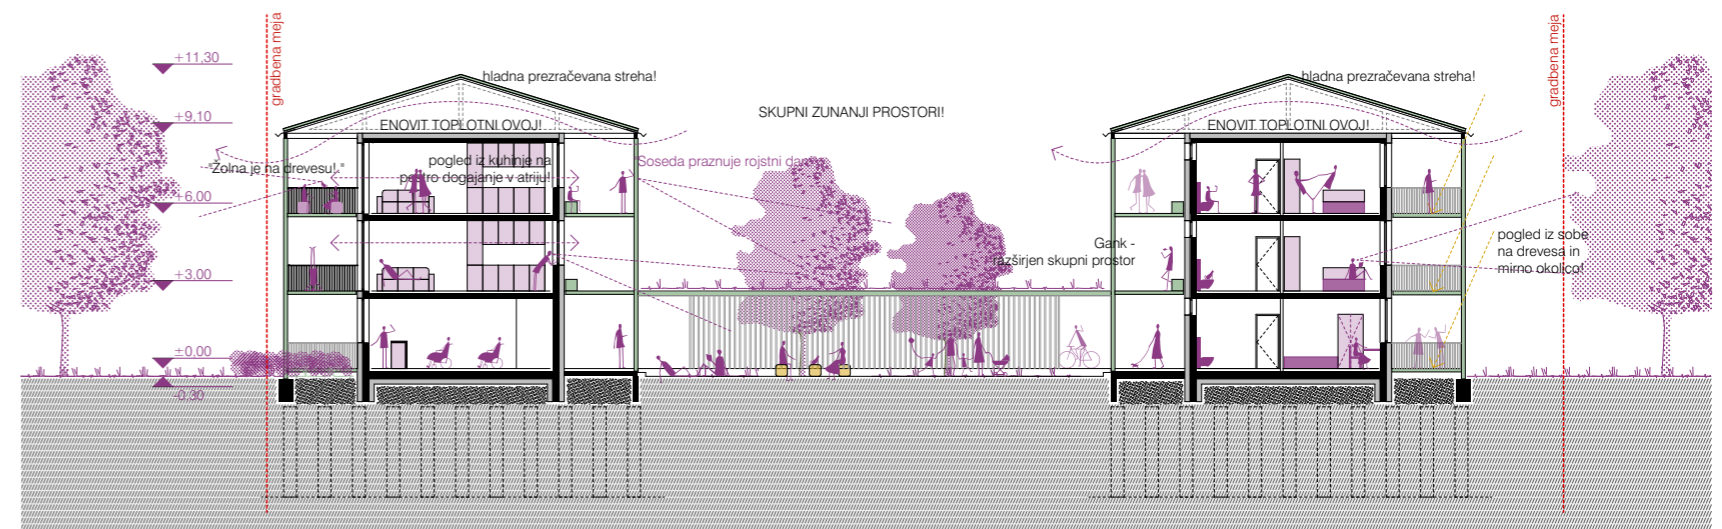 gradbena meja
gradbena meja
+11,30
hladna prezračevana streha!
hladna prezračevana streha!
+9,10
SKUPNI ZUNANJI PROSTORI!
ENOVIT TOPLOTNI OVOJ!
ENOVIT TOPLOTNI OVOJ!
"Žolna je na drevesu!"
pogled iz kuhinje na
pestro dogajanje v atriju!
"Soseda praznuje rojstni dan
+6,00
Gank -
razširjen skupni prostor
pogled iz sobe
na drevesa in
mirno okolico!
+3,00
±0,00
-0.30